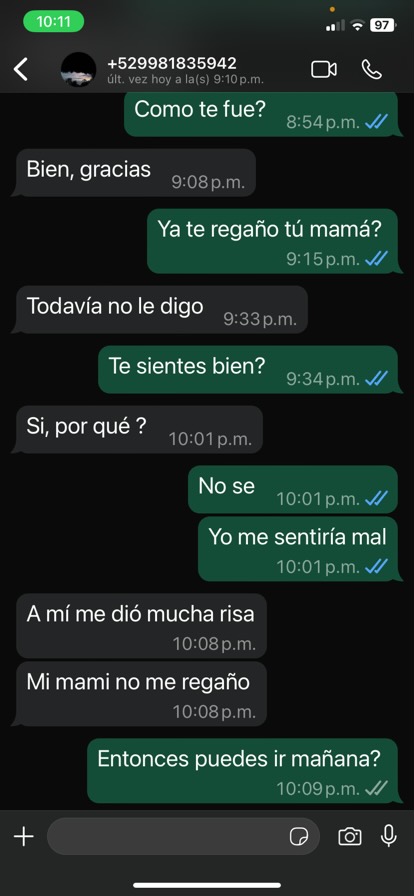 10:11
97
+529981835942
últ. vez hoy a la(s) 9:10 p.m.
Como te fue?
8:54 p.m.
Bien, gracias
9:08 p.m.
Ya te regaño tú mamá?
9:15 p.m.
Todavía no le digo
9:33 p.m.
Te sientes bien?
9:34 p.m.
Si, por qué ?
10:01 p.m.
No se
10:01 p.m.
Yo me sentiría mal
10:01 p.m.
A mí me dió mucha risa
10:08 p.m.
Mi mami no me regaño
10:08 p.m.
Entonces puedes ir mañana?
10:09 p.m.